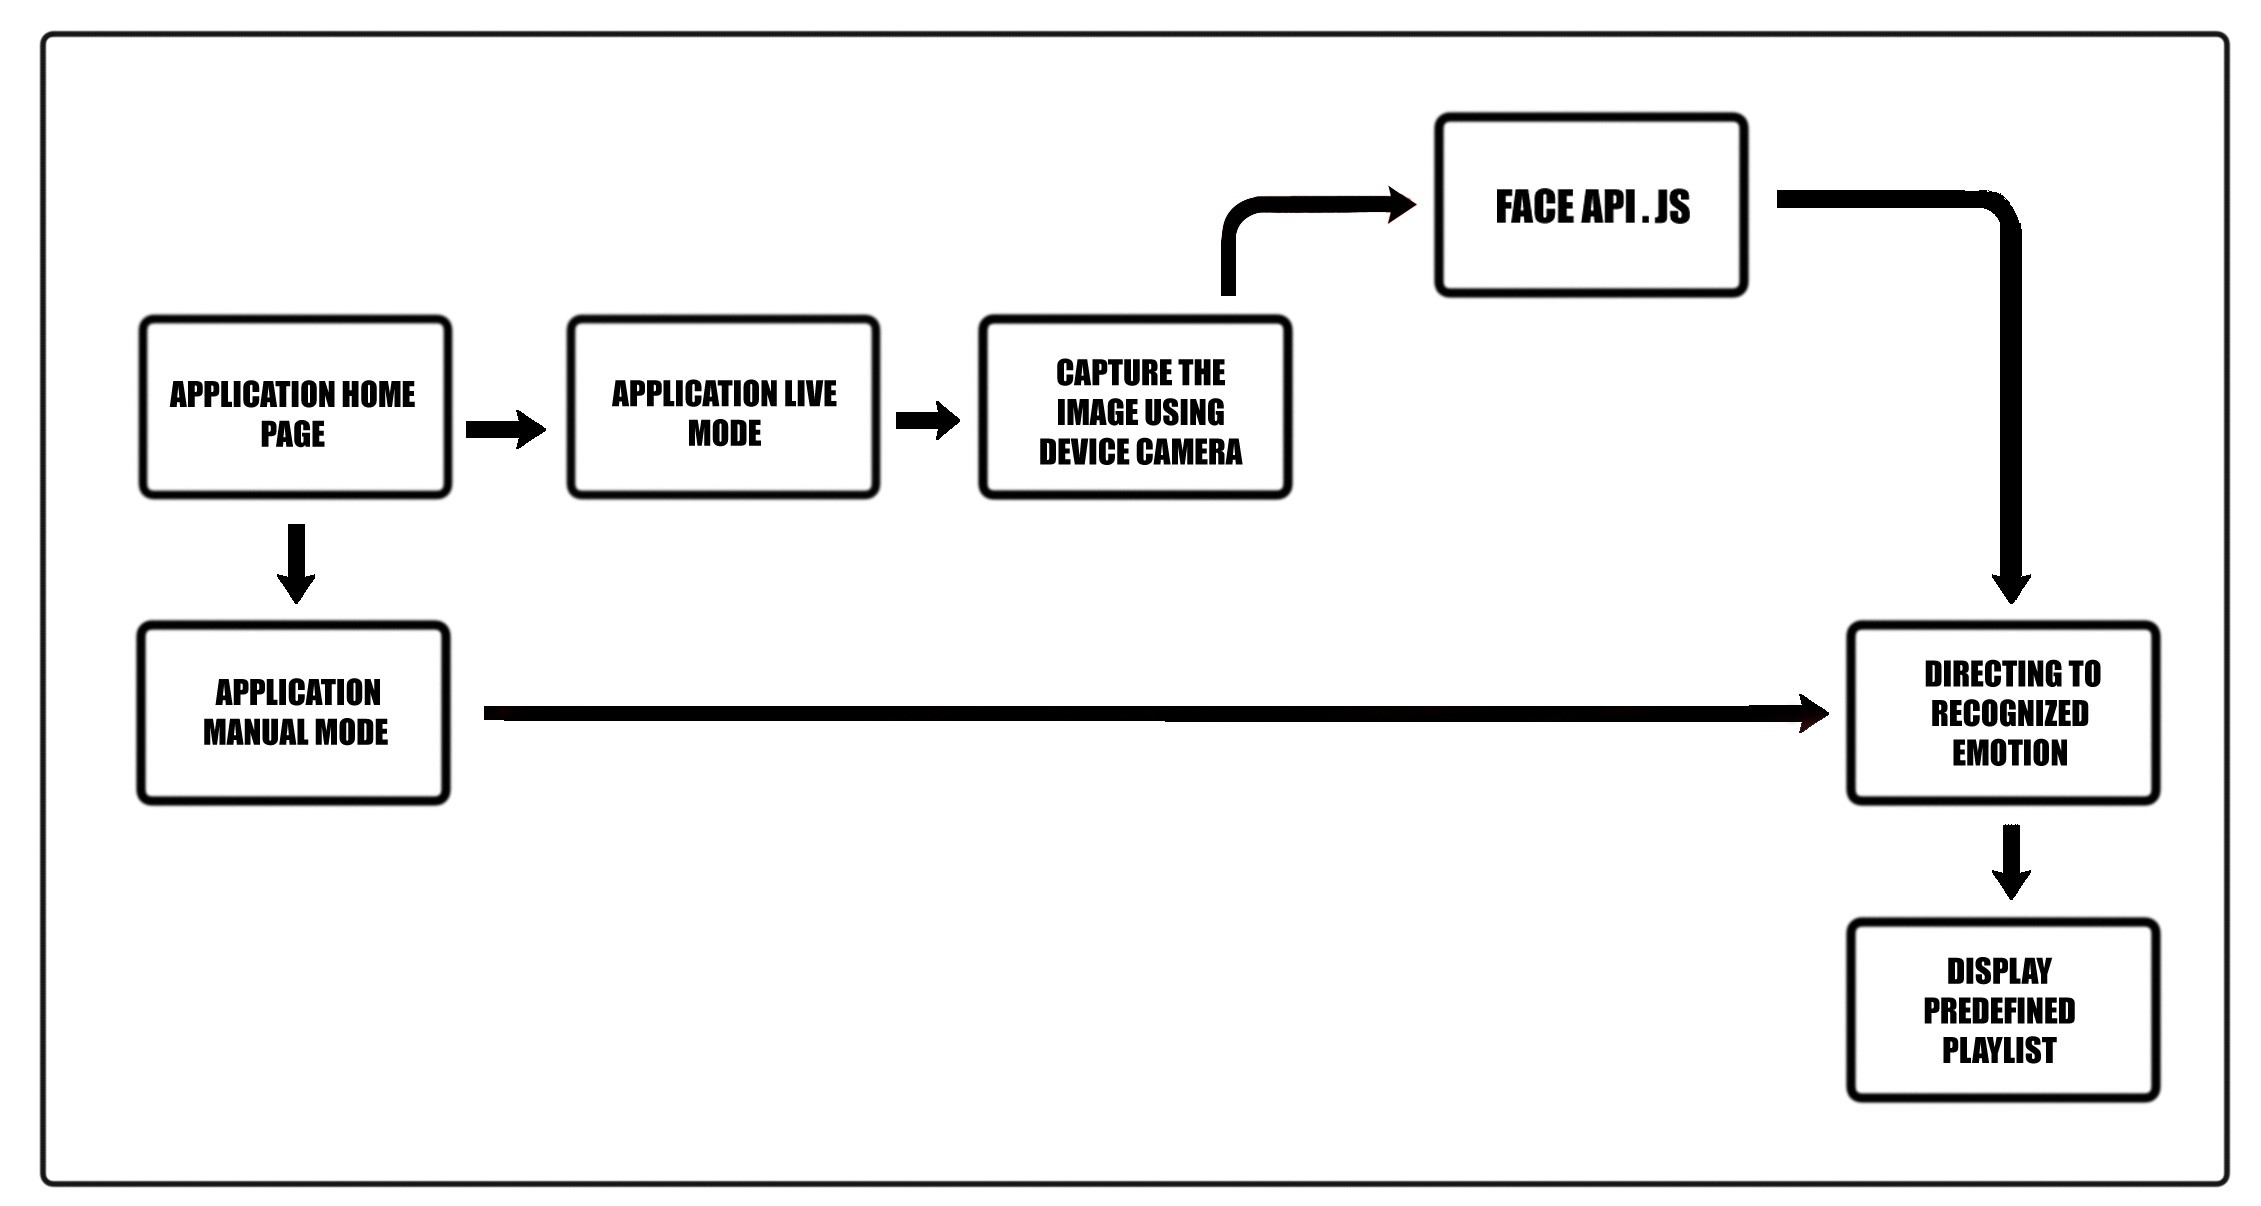 FACE API . JS
APPLICATION HOME
PAGE
APPLICATION LIVE
MODE
CAPTURE THE
IMAGE USING
DEVICE CAMERA
APPLICATION
MANUAL MODE
DIRECTING TO
RECOGNIZED
EMOTION
DISPLAY
PREDEFINED
PLAYLIST